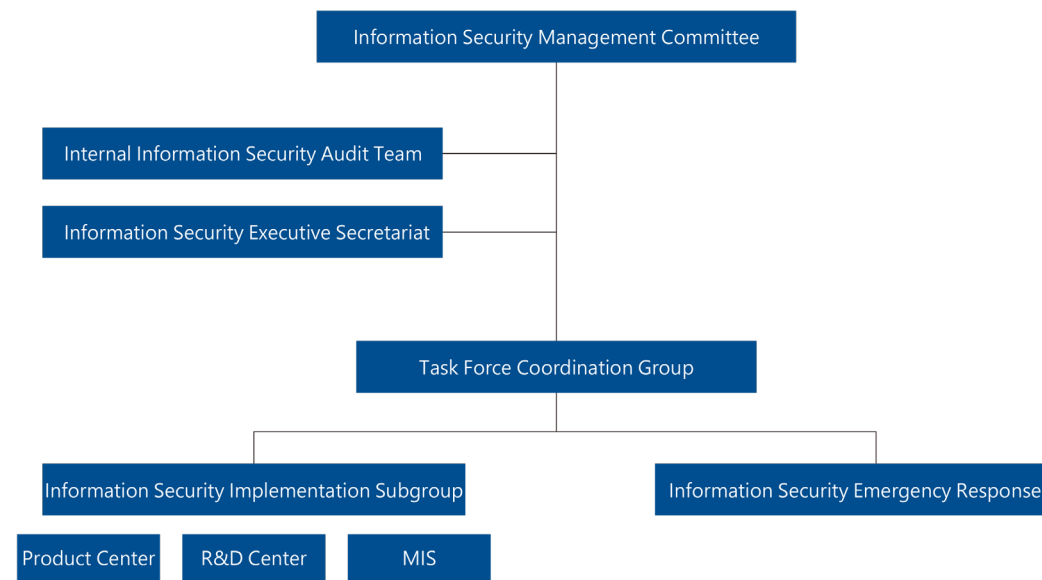 Information Security Management Committee
Internal Information Security Audit Team
Information Security Executive Secretariat
Task Force Coordination Group
Information Security Implementation Subgroup
Information Security Emergency Response
Product Center
R&D Center
MIS